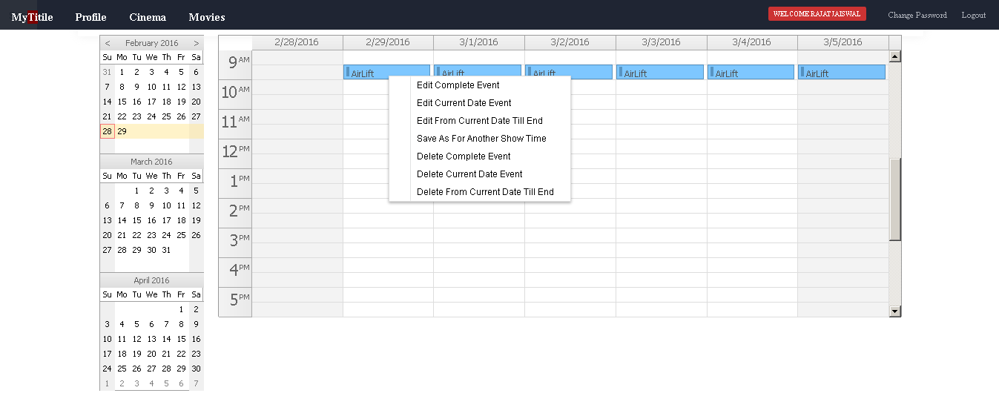 MyTitile Profile Cinema Movies WELCOME RAJATJAISWAL Change Password Logout
< February 2016 >
Su Mo Tu We Th Fr Sa
31 1 2 3 4 5 6
7 8 9 10 11 12 13
14 15 16 17 18 19 20
21 22 23 24 25 26 27
28 29
March 2016
Su Mo Tu We Th Fr Sa
1 2 3 4 5
6 7 8 9 10 11 12
13 14 15 16 17 18 19
20 21 22 23 24 25 26
27 28 29 30 31
April 2016
Su Mo Tu We Th Fr Sa
1 2
3 4 5 6 7 8 9
10 11 12 13 14 15 16
17 18 19 20 21 22 23
24 25 26 27 28 29 30
1 2 3 4 5 6 7
2/28/2016 2/29/2016 3/1/2016 3/2/2016 3/3/2016 3/4/2016 3/5/2016
9 AM
AirLift AirLift AirLift AirLift AirLift AirLift
10 AM
11 AM
12 PM
1 PM
2 PM
3 PM
4 PM
5 PM
Edit Complete Event
Edit Current Date Event
Edit From Current Date Till End
Save As For Another Show Time
Delete Complete Event
Delete Current Date Event
Delete From Current Date Till End